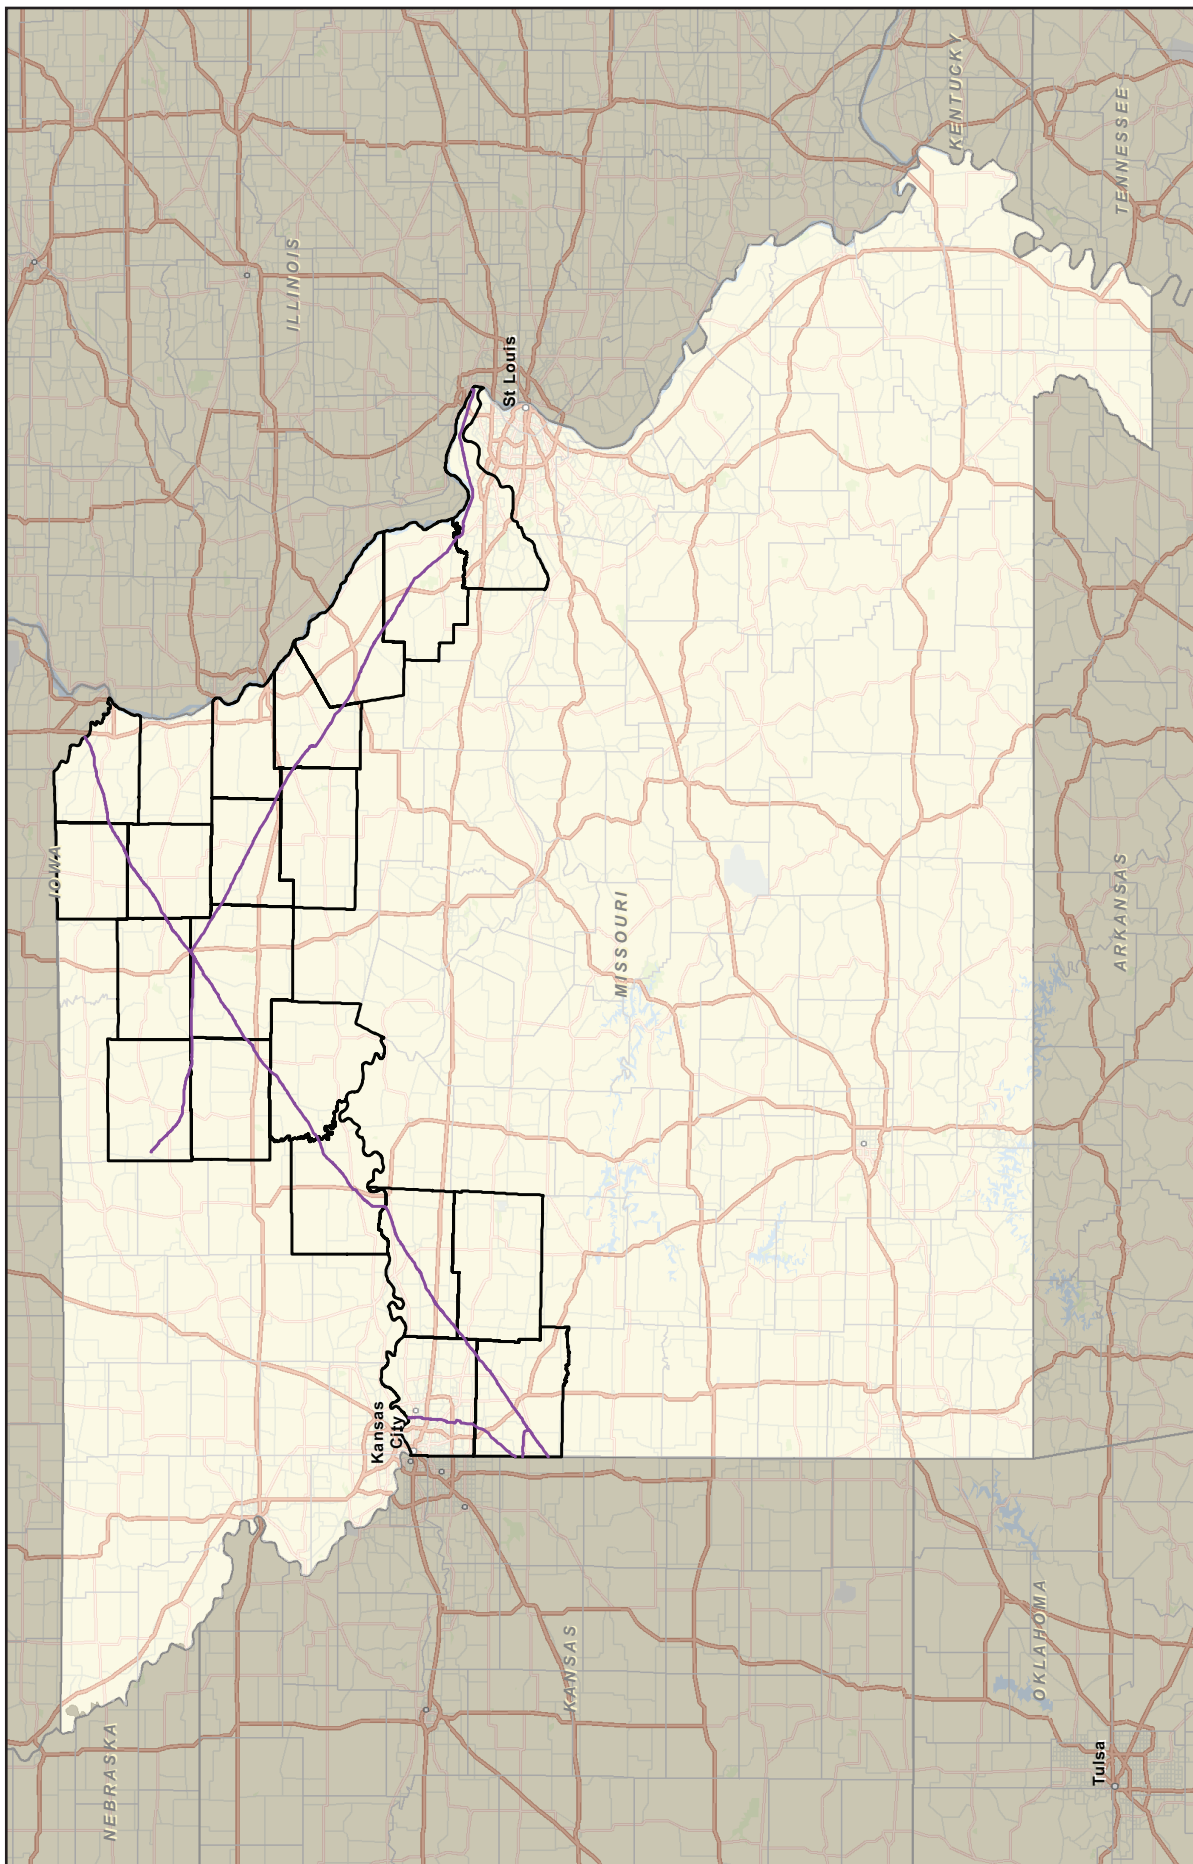 NEBRASKA
IOWA
ILLINOIS
Kansas
City
St Louis
KANSAS
MISSOURI
KENTUCKY
OKLAHOMA
ARKANSAS
TENNESSEE
Tulsa